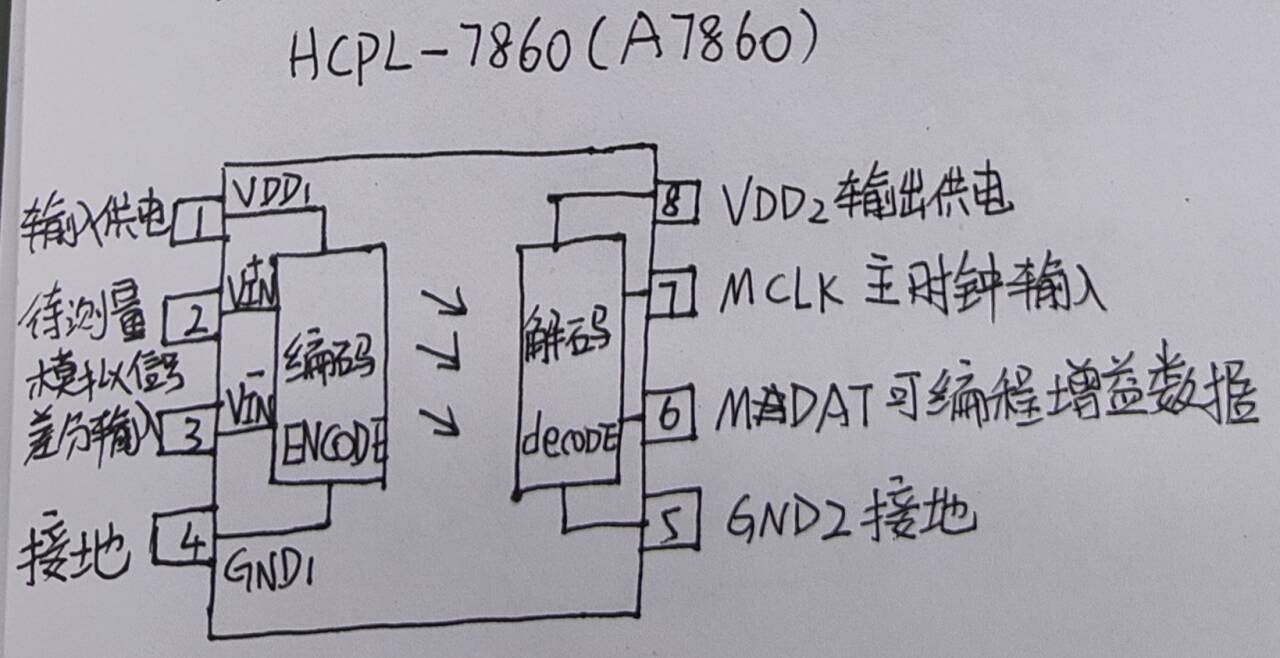 HCPL-7860(A7860)
输入供电 1 VDD1
待测量 2 VIN+
模拟信号
差分输入 3 VIN-
接地 4 GND1
编码
ENCODE
解码
decODE
8 VDD2 输出供电
7 MCLK 主时钟输入
6 MDAT 可编程增益数据
5 GND2 接地